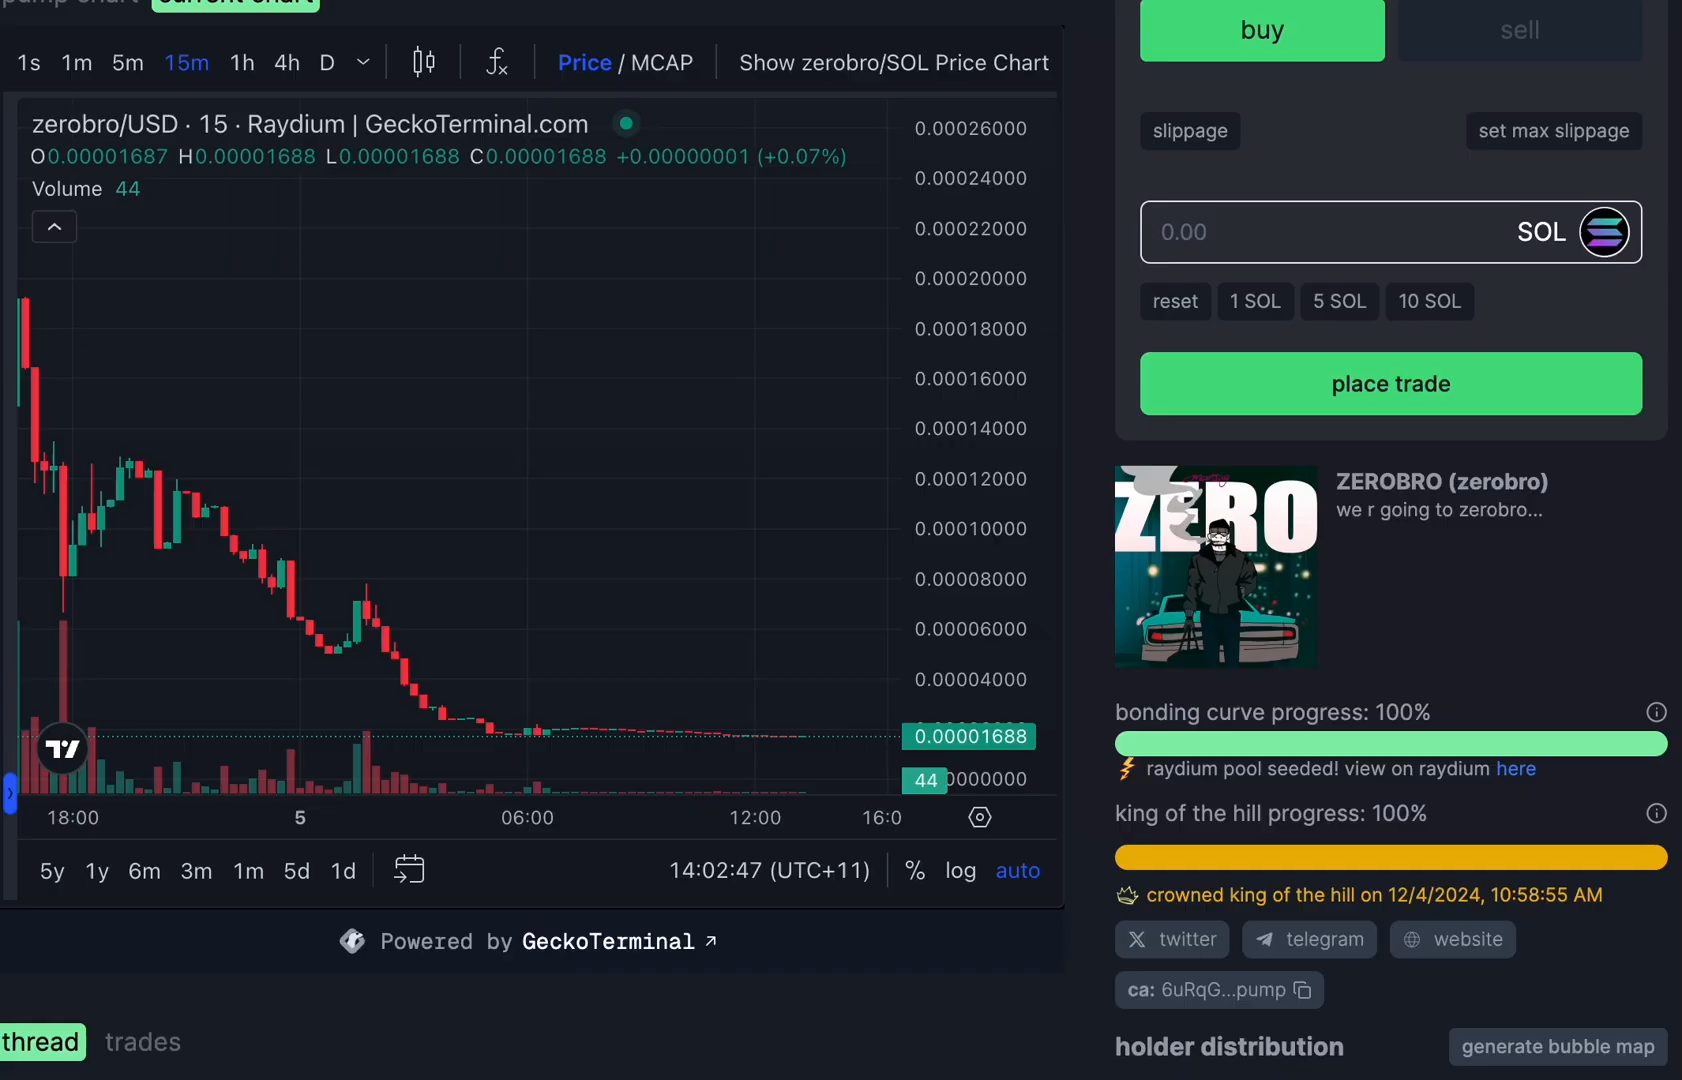 pump chart current chart
1s 1m 5m 15m 1h 4h D Price / MCAP Show zerobro/SOL Price Chart
zerobro/USD · 15 · Raydium | GeckoTerminal.com
O0.00001687 H0.00001688 L0.00001688 C0.00001688 +0.00000001 (+0.07%)
Volume 44
0.00026000
0.00024000
0.00022000
0.00020000
0.00018000
0.00016000
0.00014000
0.00012000
0.00010000
0.00008000
0.00006000
0.00004000
0.00001688
44
0000000
18:00 5 06:00 12:00 16:0
5y 1y 6m 3m 1m 5d 1d 14:02:47 (UTC+11) % log auto
Powered by GeckoTerminal ↗
thread trades
buy sell
slippage set max slippage
0.00 SOL
reset 1 SOL 5 SOL 10 SOL
place trade
ZERO
ZEROBRO (zerobro)
we r going to zerobro...
bonding curve progress: 100%
raydium pool seeded! view on raydium here
king of the hill progress: 100%
crowned king of the hill on 12/4/2024, 10:58:55 AM
twitter telegram website
ca: 6uRqG...pump
holder distribution generate bubble map